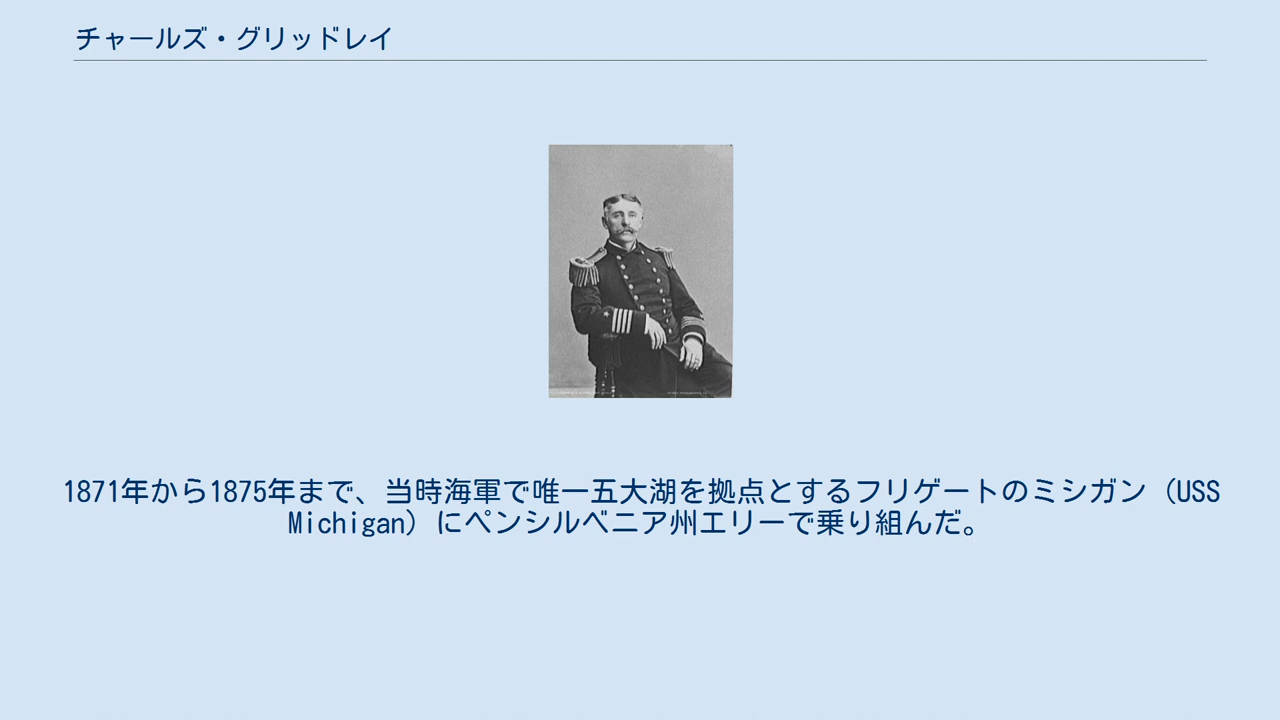 チャールズ・グリッドレイ
1871年から1875年まで、当時海軍で唯一五大湖を拠点とするフリゲートのミシガン（USS
Michigan）にペンシルベニア州エリーで乗り組んだ。